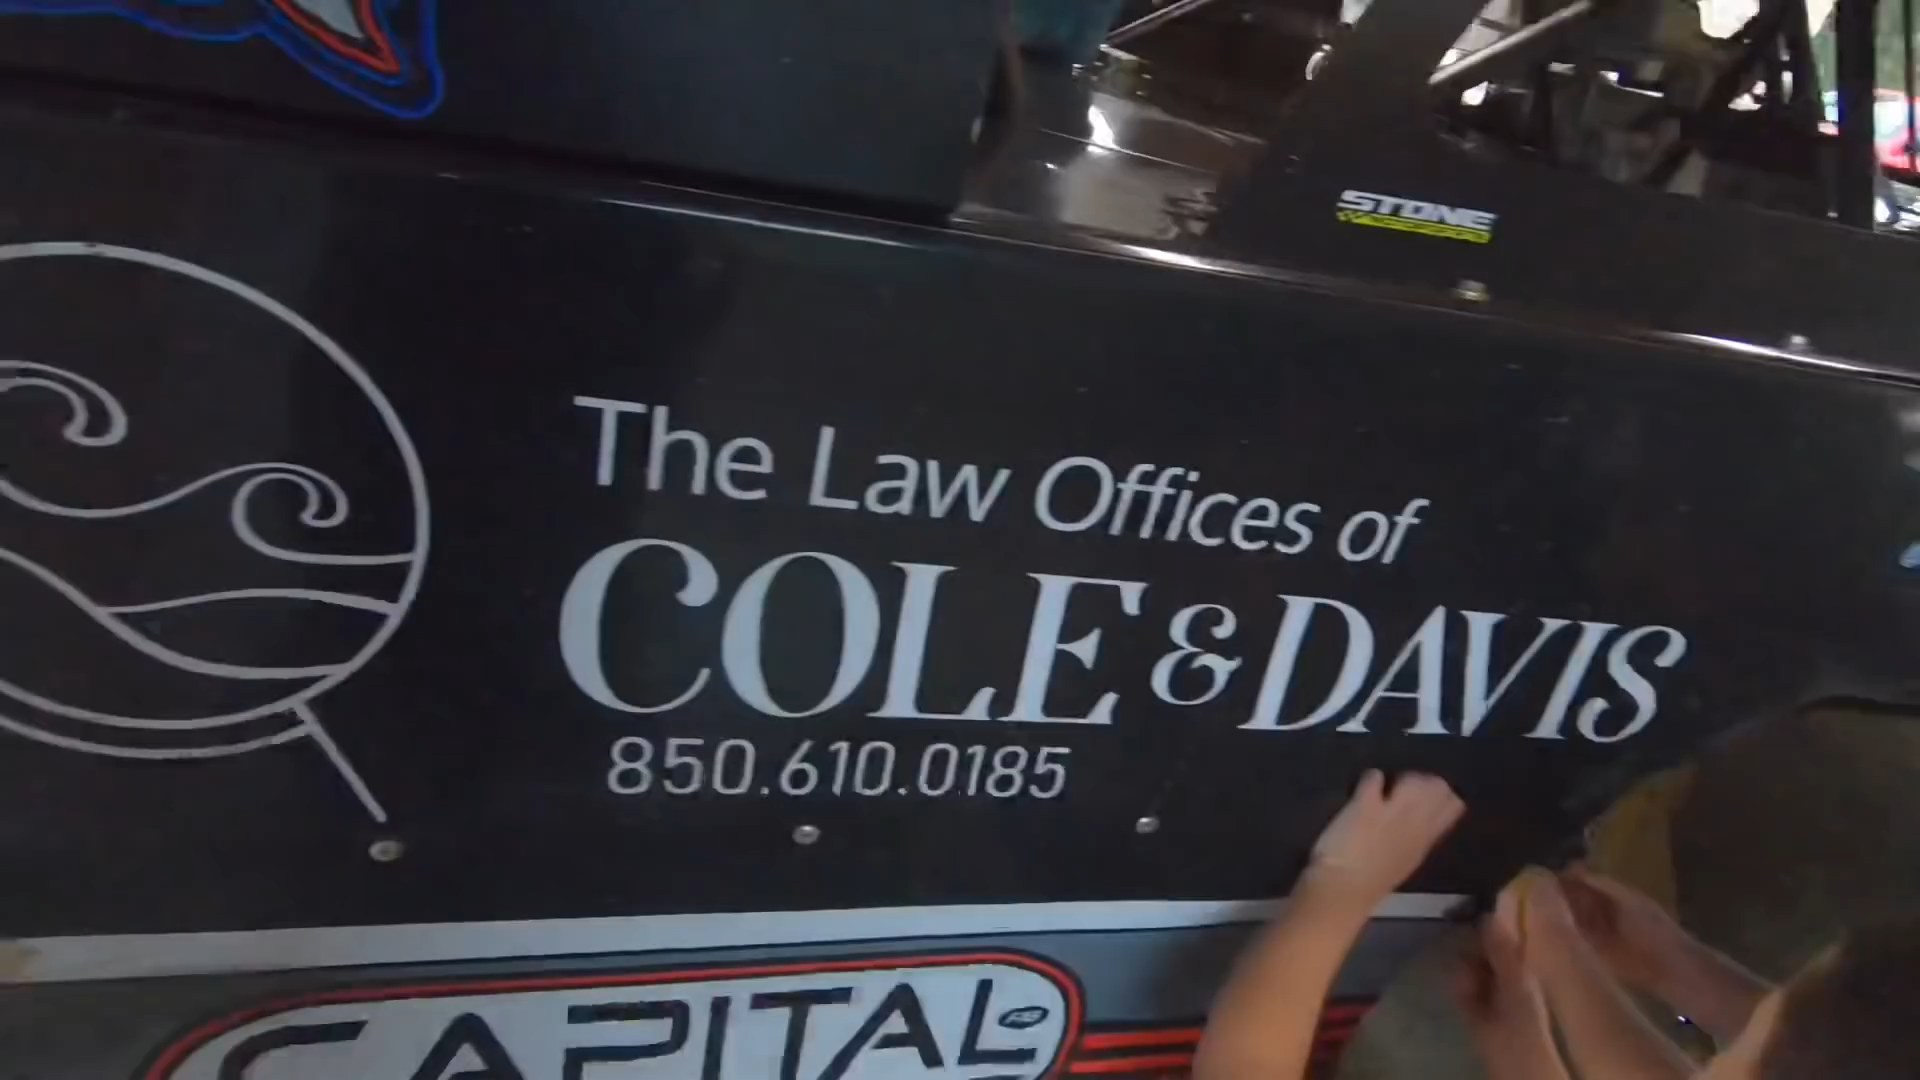 STONE
The Law Offices of
COLE & DAVIS
850.610.0185
CAPITAL